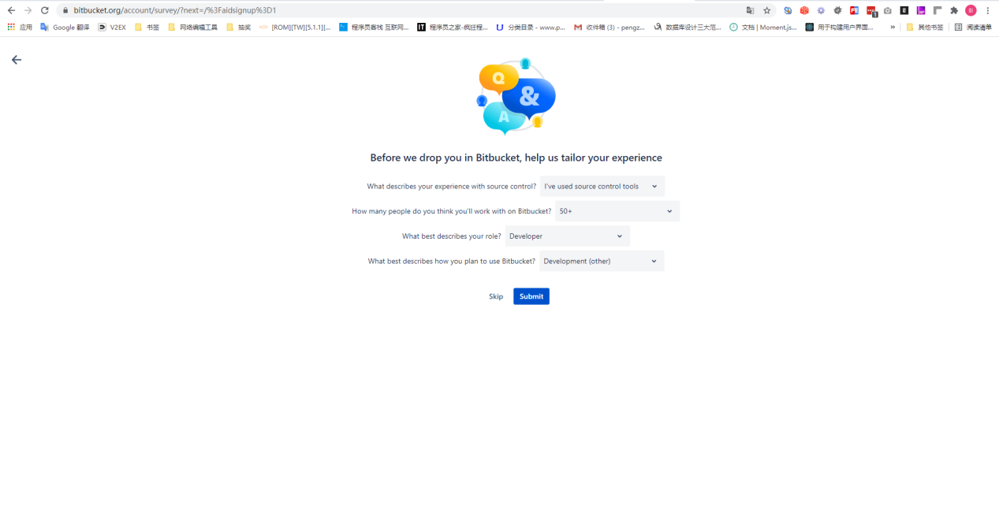 bitbucket.org/account/survey/?next=/%3Faidsignup%3D1
应用 Google 翻译 V2EX 书签 网络编辑工具 抽奖 [ROM][TW][5.1.1][... 程序员客栈 互联网... 程序员之家-疯狂程... 分类目录 - www.p... 收件箱 (3) - pengz... 数据库设计三大范... 文档 | Moment.js... 用于构建用户界面... » 其他书签 阅读清单
Q
&
A
Before we drop you in Bitbucket, help us tailor your experience
What describes your experience with source control? I've used source control tools
How many people do you think you'll work with on Bitbucket? 50+
What best describes your role? Developer
What best describes how you plan to use Bitbucket? Development (other)
Skip Submit